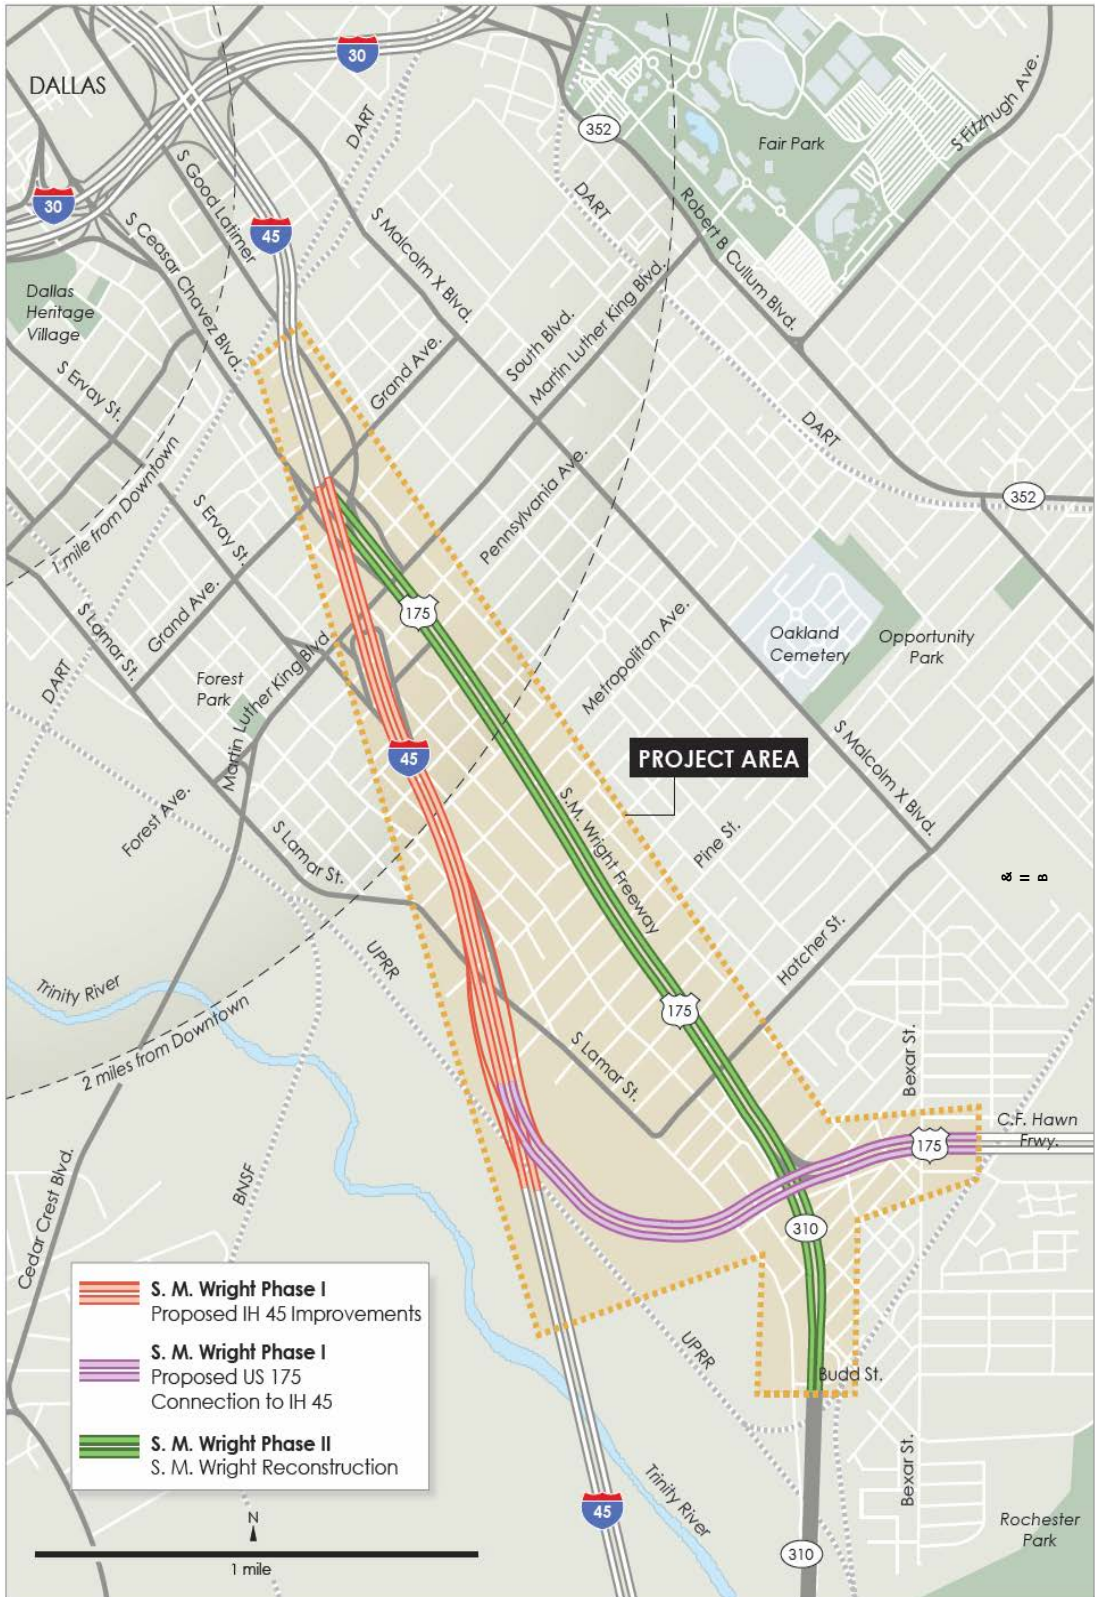 30
DALLAS
DART
352
S Fitzhugh Ave.
Fair Park
S Good Latimer
30
45
DART
S Malcolm X Blvd.
Robert B Cullum Blvd.
S Ceasar Chavez Blvd.
Dallas
Heritage
Village
South Blvd.
Martin Luther King Blvd.
Grand Ave.
S Ervay St.
DART
1 mile from Downtown
352
S Ervay St.
Pennsylvania Ave.
175
Grand Ave.
S Lamar St.
Metropolitan Ave.
Oakland
Cemetery
Opportunity
Park
DART
Forest
Park
Martin Luther King Blvd
45
PROJECT AREA
S Malcolm X Blvd.
Forest Ave.
S.M. Wright Freeway
Pine St.
S Lamar St.
&
II
B
UPRR
Hatcher St.
Trinity River
175
2 miles from Downtown
S Lamar St.
Bexar St.
C.F. Hawn
Frwy.
175
BNSF
Cedar Crest Blvd.
310
S. M. Wright Phase I
Proposed IH 45 Improvements
S. M. Wright Phase I
Proposed US 175
Connection to IH 45
S. M. Wright Phase II
S. M. Wright Reconstruction
UPRR
Budd St.
Bexar St.
Trinity River
45
Rochester
Park
N
310
1 mile